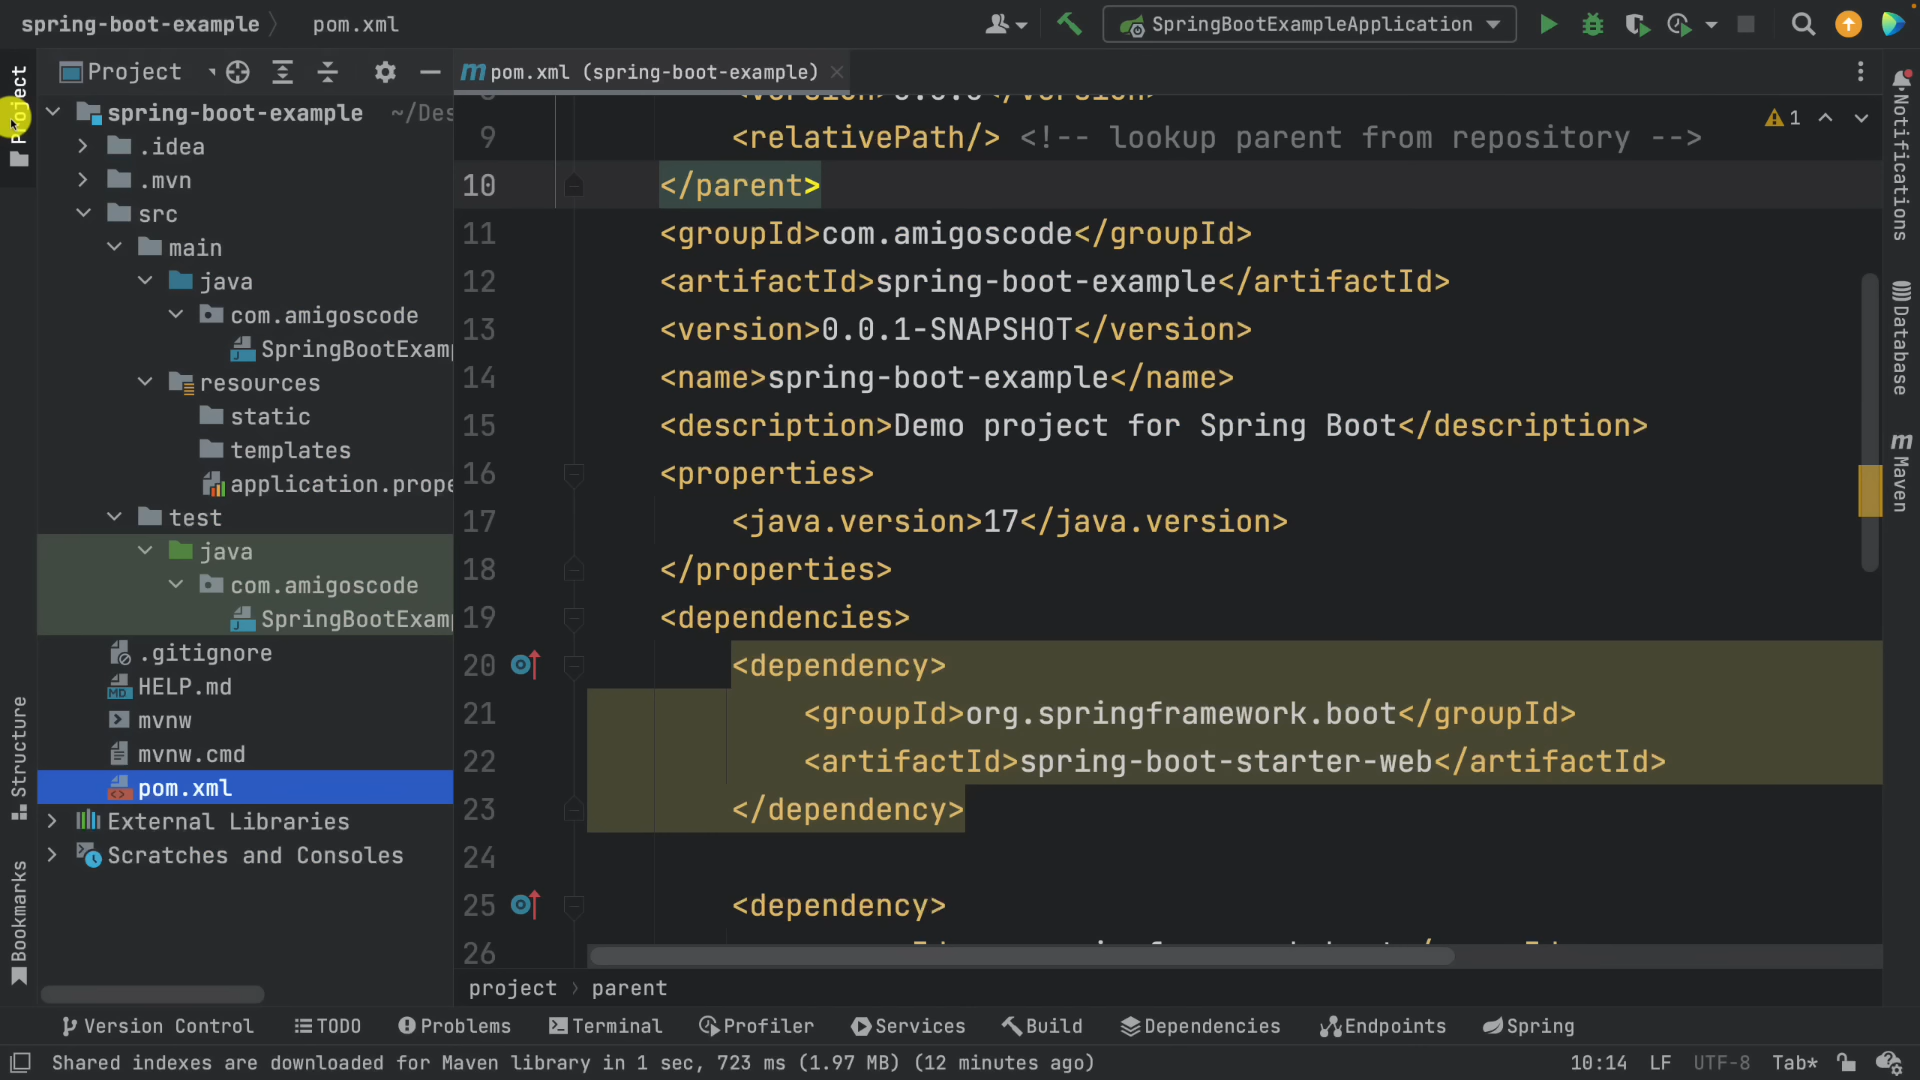 spring-boot-example
pom.xml
SpringBootExampleApplication
Project
Project
pom.xml (spring-boot-example)
spring-boot-example ~/Des
.idea
.mvn
src
main
java
com.amigoscode
SpringBootExamp
resources
static
templates
application.prope
test
java
com.amigoscode
SpringBootExamp
.gitignore
HELP.md
mvnw
mvnw.cmd
pom.xml
External Libraries
Scratches and Consoles
Structure
Bookmarks
9 <relativePath/> <!-- lookup parent from repository -->
10 </parent>
11 <groupId>com.amigoscode</groupId>
12 <artifactId>spring-boot-example</artifactId>
13 <version>0.0.1-SNAPSHOT</version>
14 <name>spring-boot-example</name>
15 <description>Demo project for Spring Boot</description>
16 <properties>
17 <java.version>17</java.version>
18 </properties>
19 <dependencies>
20 <dependency>
21 <groupId>org.springframework.boot</groupId>
22 <artifactId>spring-boot-starter-web</artifactId>
23 </dependency>
24
25 <dependency>
26
1
Notifications
Database
Maven
project > parent
Version Control
TODO
Problems
Terminal
Profiler
Services
Build
Dependencies
Endpoints
Spring
Shared indexes are downloaded for Maven library in 1 sec, 723 ms (1.97 MB) (12 minutes ago)
10:14 LF UTF-8 Tab*